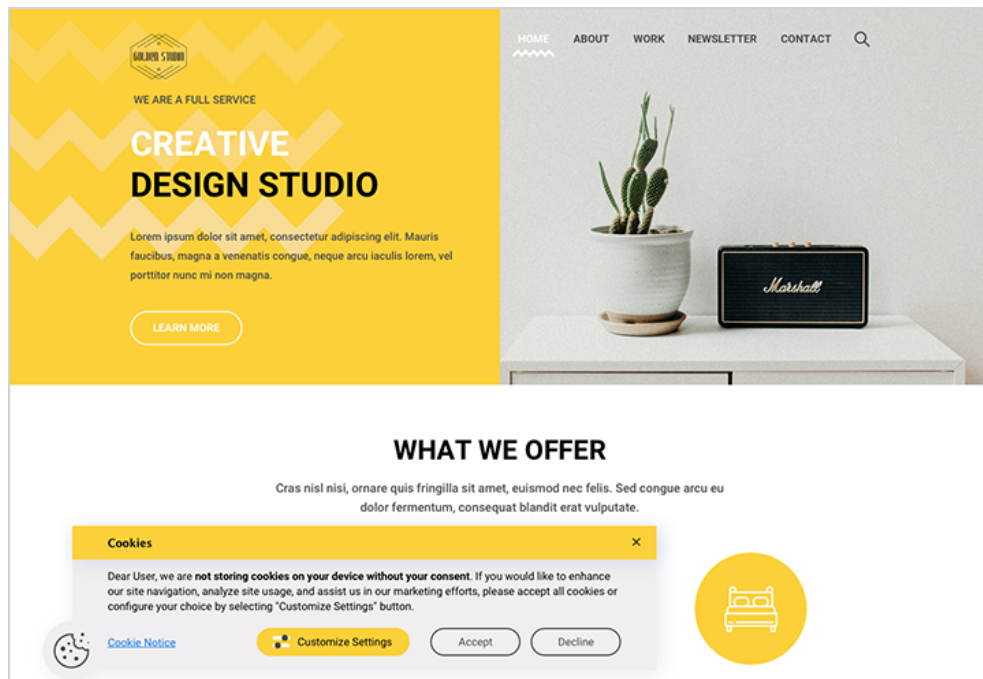 GOLDEN STUDIO
HOME ABOUT WORK NEWSLETTER CONTACT
WE ARE A FULL SERVICE
CREATIVE
DESIGN STUDIO
Lorem ipsum dolor sit amet, consectetur adipiscing elit. Mauris
faucibus, magna a venenatis congue, neque arcu iaculis lorem, vel
porttitor nunc mi non magna.
LEARN MORE
Marshall
WHAT WE OFFER
Cras nisl nisi, ornare quis fringilla sit amet, euismod nec felis. Sed congue arcu eu
dolor fermentum, consequat blandit erat vulputate.
Cookies
Dear User, we are not storing cookies on your device without your consent. If you would like to enhance
our site navigation, analyze site usage, and assist us in our marketing efforts, please accept all cookies or
configure your choice by selecting "Customize Settings" button.
Cookie Notice Customize Settings Accept Decline